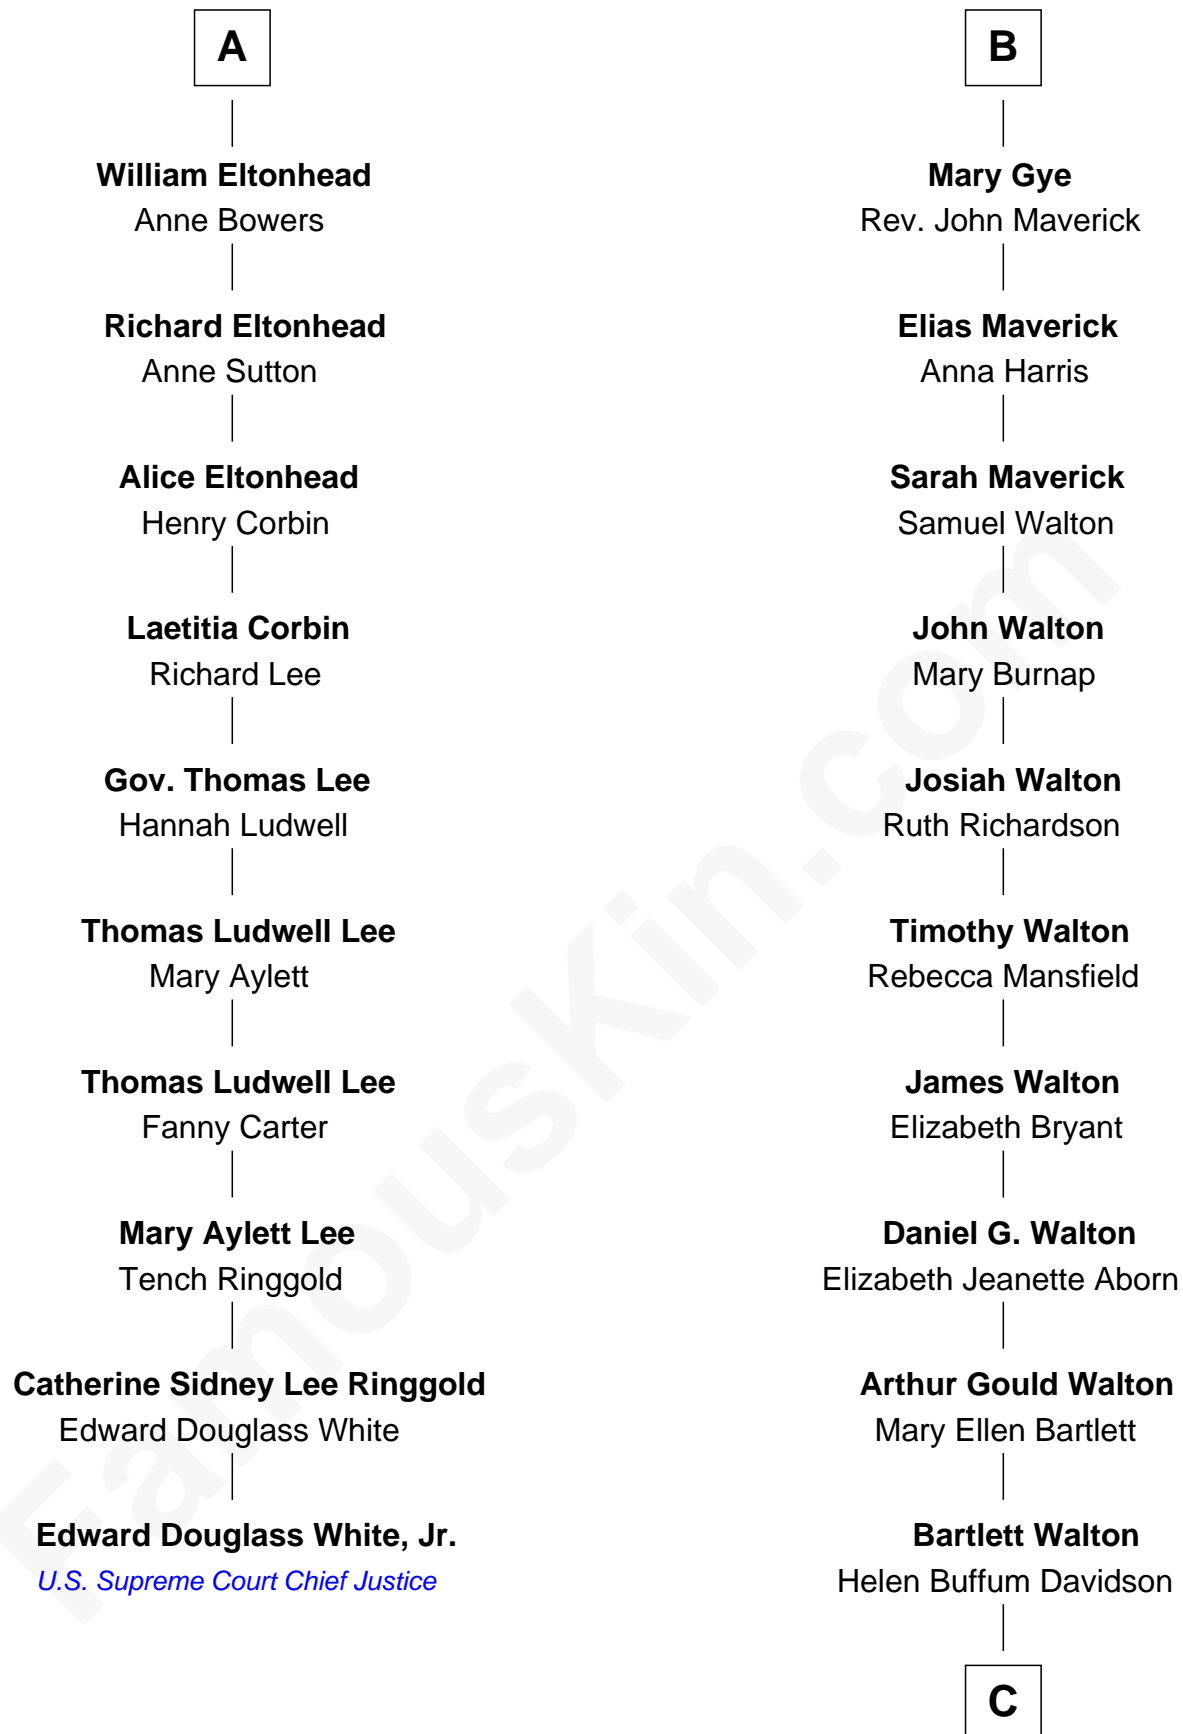 A
William Eltonhead
Anne Bowers
Richard Eltonhead
Anne Sutton
Alice Eltonhead
Henry Corbin
Laetitia Corbin
Richard Lee
Gov. Thomas Lee
Hannah Ludwell
Thomas Ludwell Lee
Mary Aylett
Thomas Ludwell Lee
Fanny Carter
Mary Aylett Lee
Tench Ringgold
Catherine Sidney Lee Ringgold
Edward Douglass White
Edward Douglass White, Jr.
U.S. Supreme Court Chief Justice
B
Mary Gye
Rev. John Maverick
Elias Maverick
Anna Harris
Sarah Maverick
Samuel Walton
John Walton
Mary Burnap
Josiah Walton
Ruth Richardson
Timothy Walton
Rebecca Mansfield
James Walton
Elizabeth Bryant
Daniel G. Walton
Elizabeth Jeanette Aborn
Arthur Gould Walton
Mary Ellen Bartlett
Bartlett Walton
Helen Buffum Davidson
C
FamousKin.com